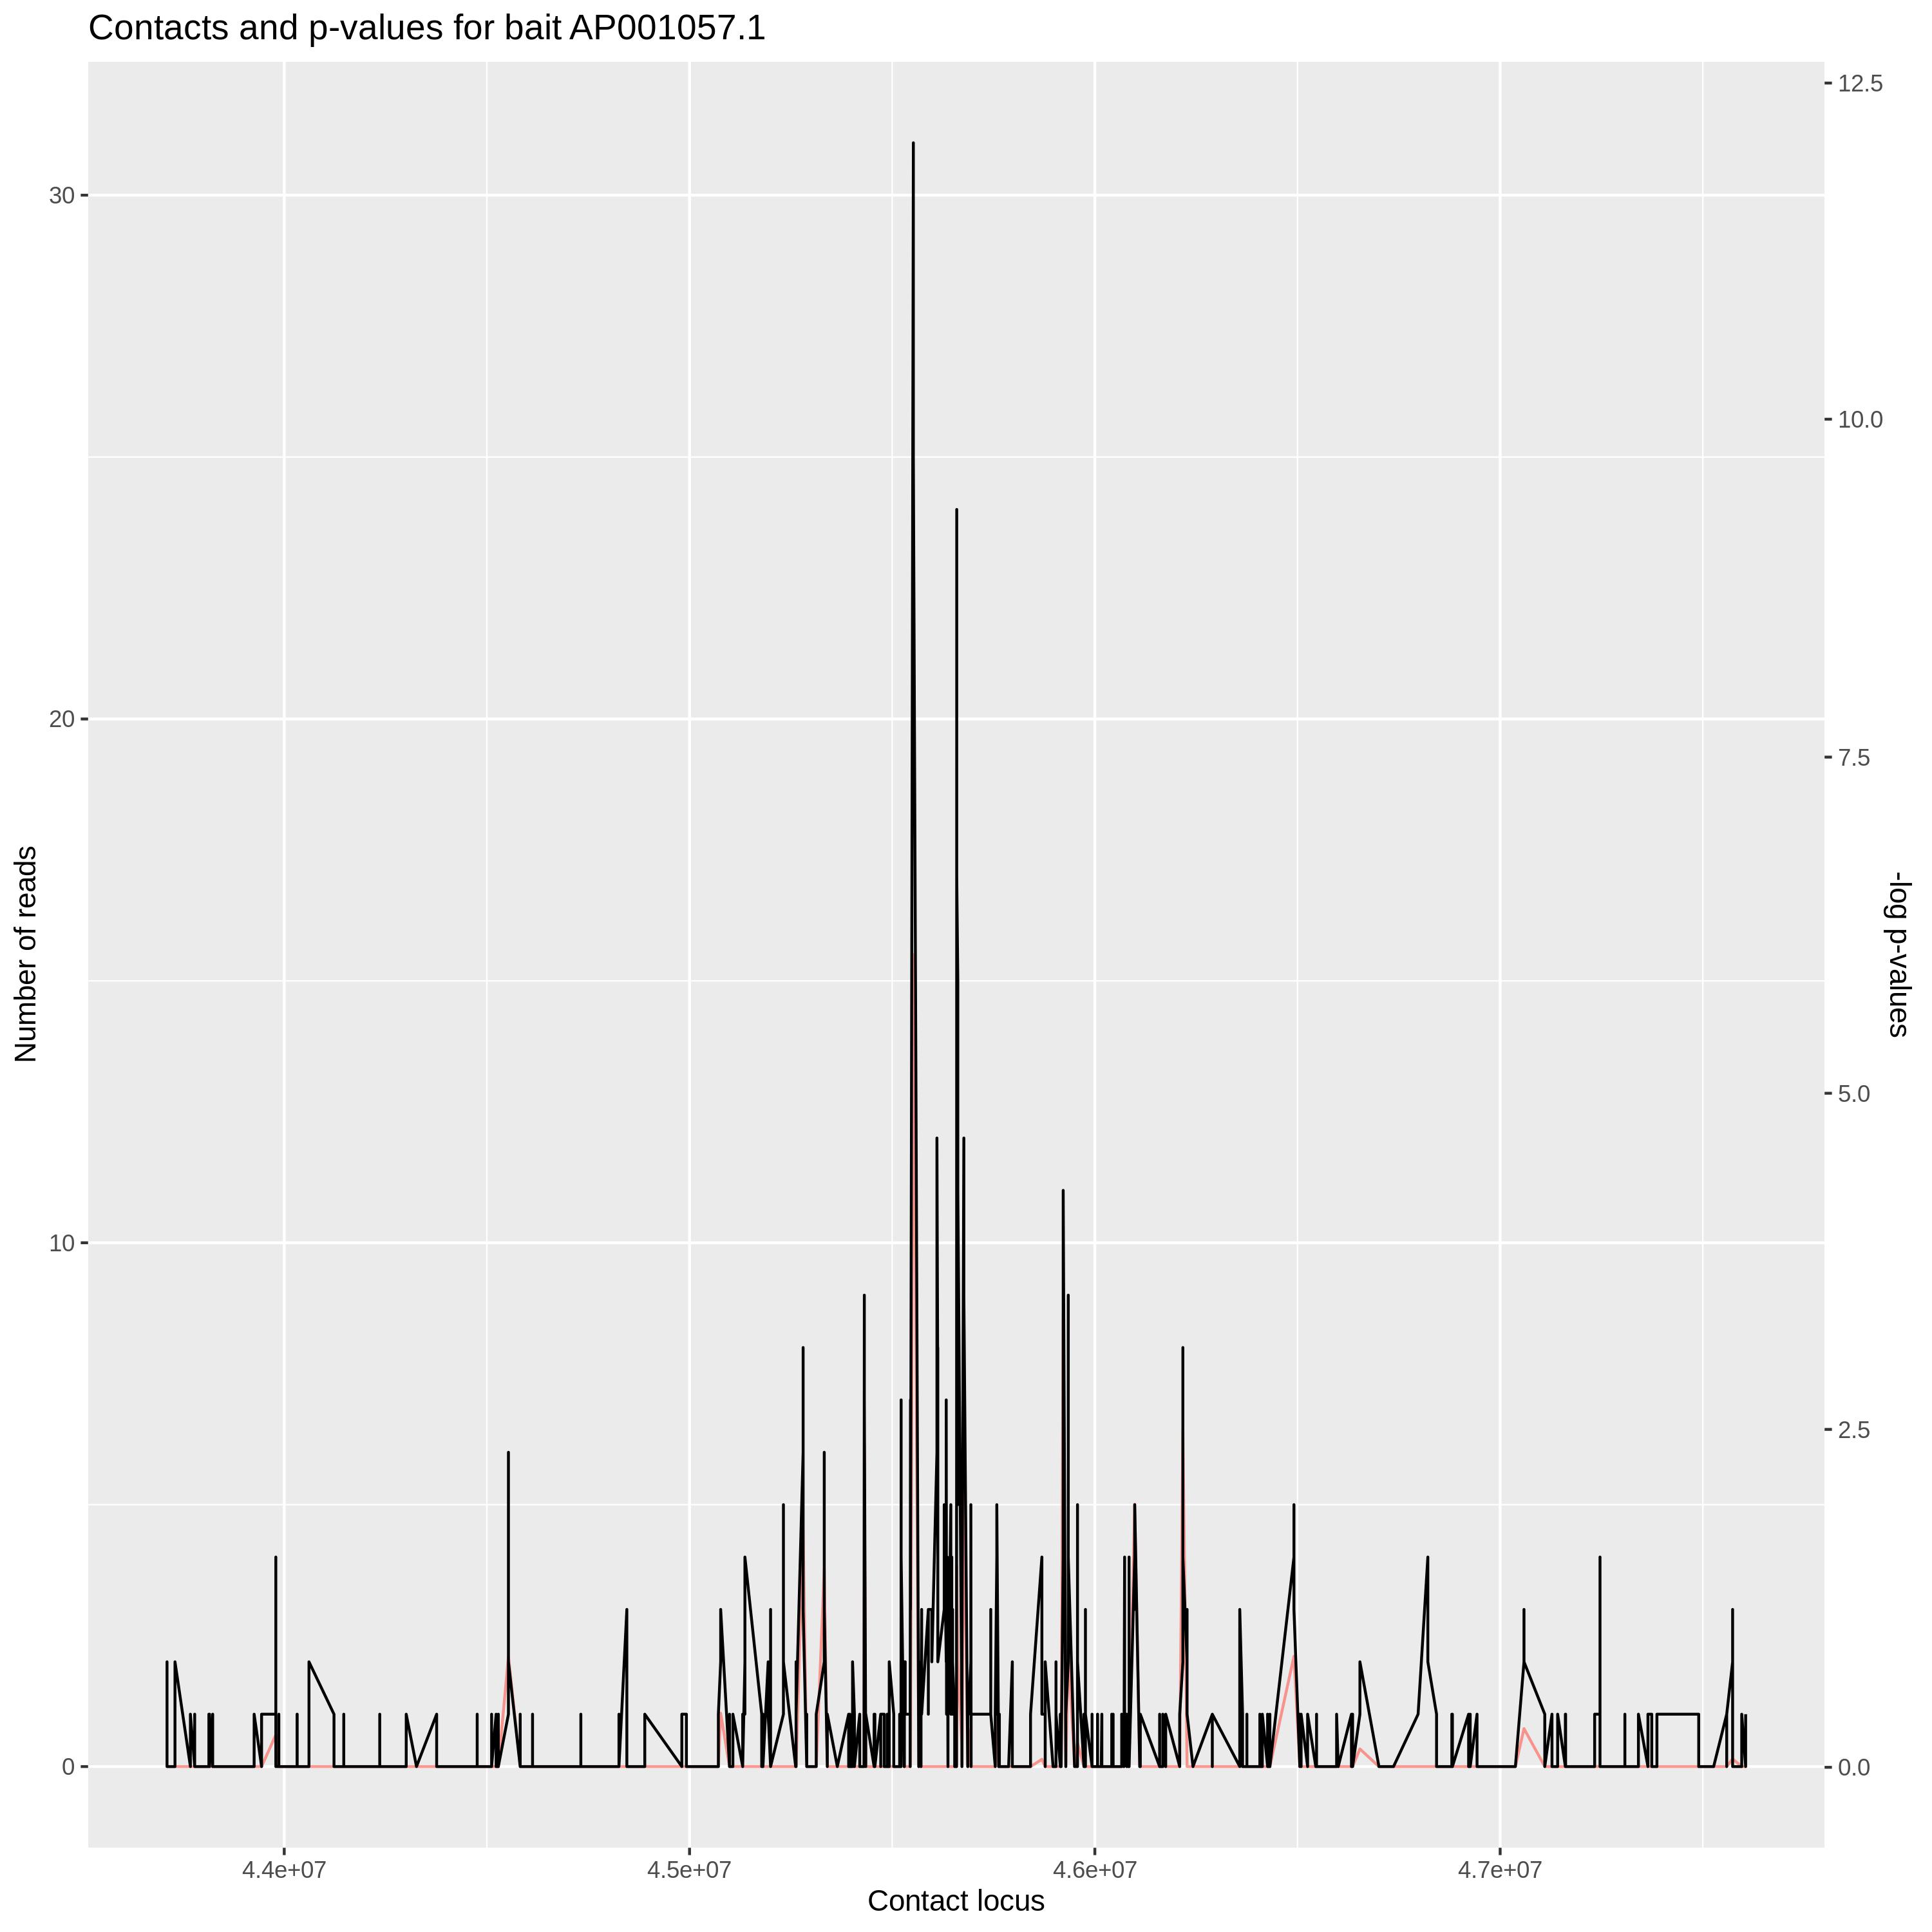 Contacts and p-values for bait AP001057.1
12.5
30
10.0
20
7.5
Number of reads
-log p-values
5.0
10
2.5
0
0.0
4.4e+07
4.5e+07
4.6e+07
4.7e+07
Contact locus